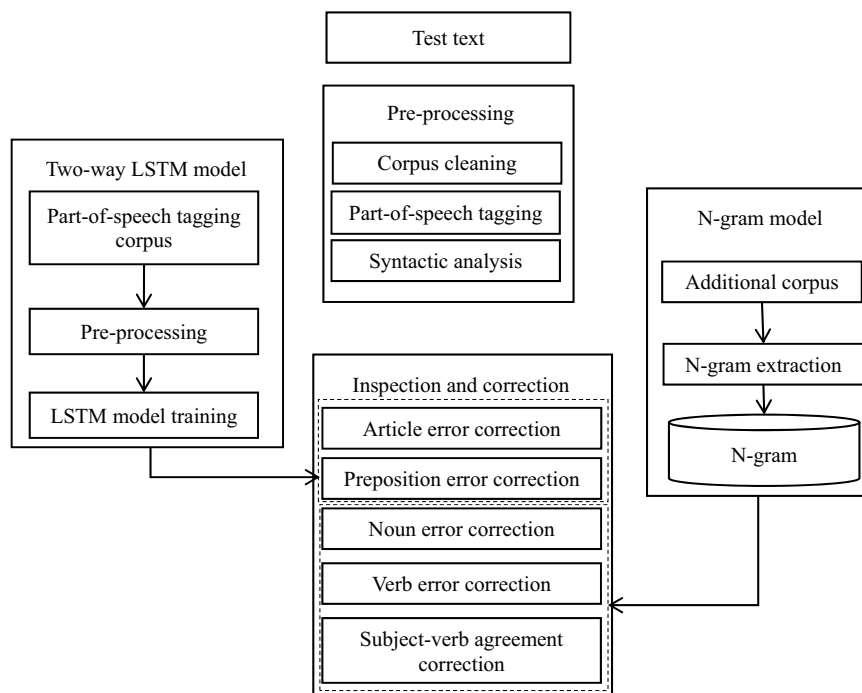 Test text
Pre-processing
Corpus cleaning
Part-of-speech tagging
Syntactic analysis
Two-way LSTM model
Part-of-speech tagging
corpus
Pre-processing
LSTM model training
N-gram model
Additional corpus
N-gram extraction
N-gram
Inspection and correction
Article error correction
Preposition error correction
Noun error correction
Verb error correction
Subject-verb agreement
correction